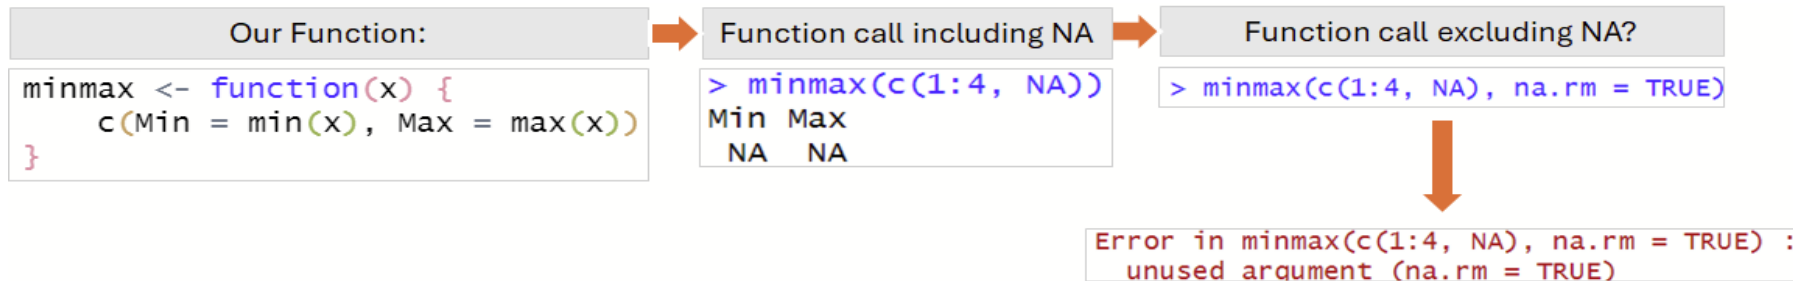 Our Function:
minmax <- function(x) {
    c(Min = min(x), Max = max(x))
}
Function call including NA
> minmax(c(1:4, NA))
Min Max
 NA  NA
Function call excluding NA?
> minmax(c(1:4, NA), na.rm = TRUE)
Error in minmax(c(1:4, NA), na.rm = TRUE) :
  unused argument (na.rm = TRUE)